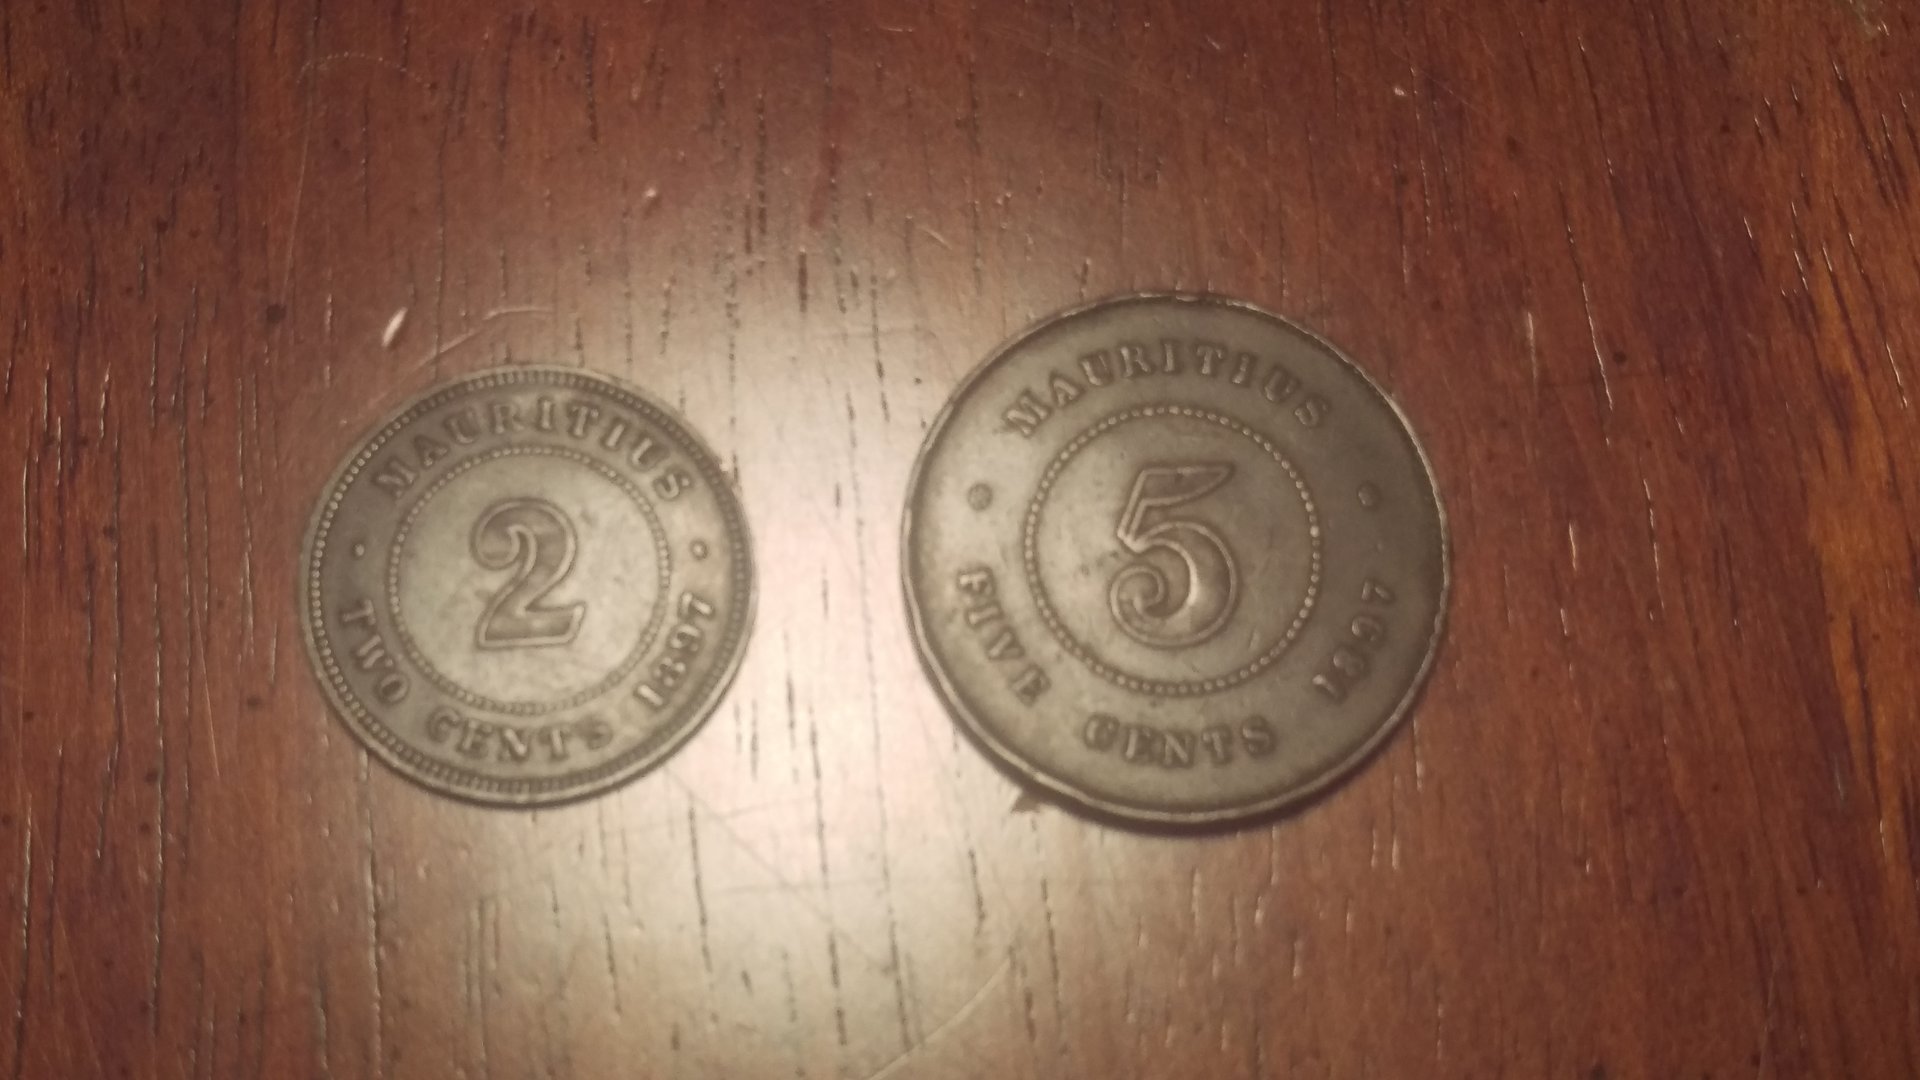 MAURITIUS
2
TWO CENTS 1897
MAURITIUS
5
FIVE CENTS 1897